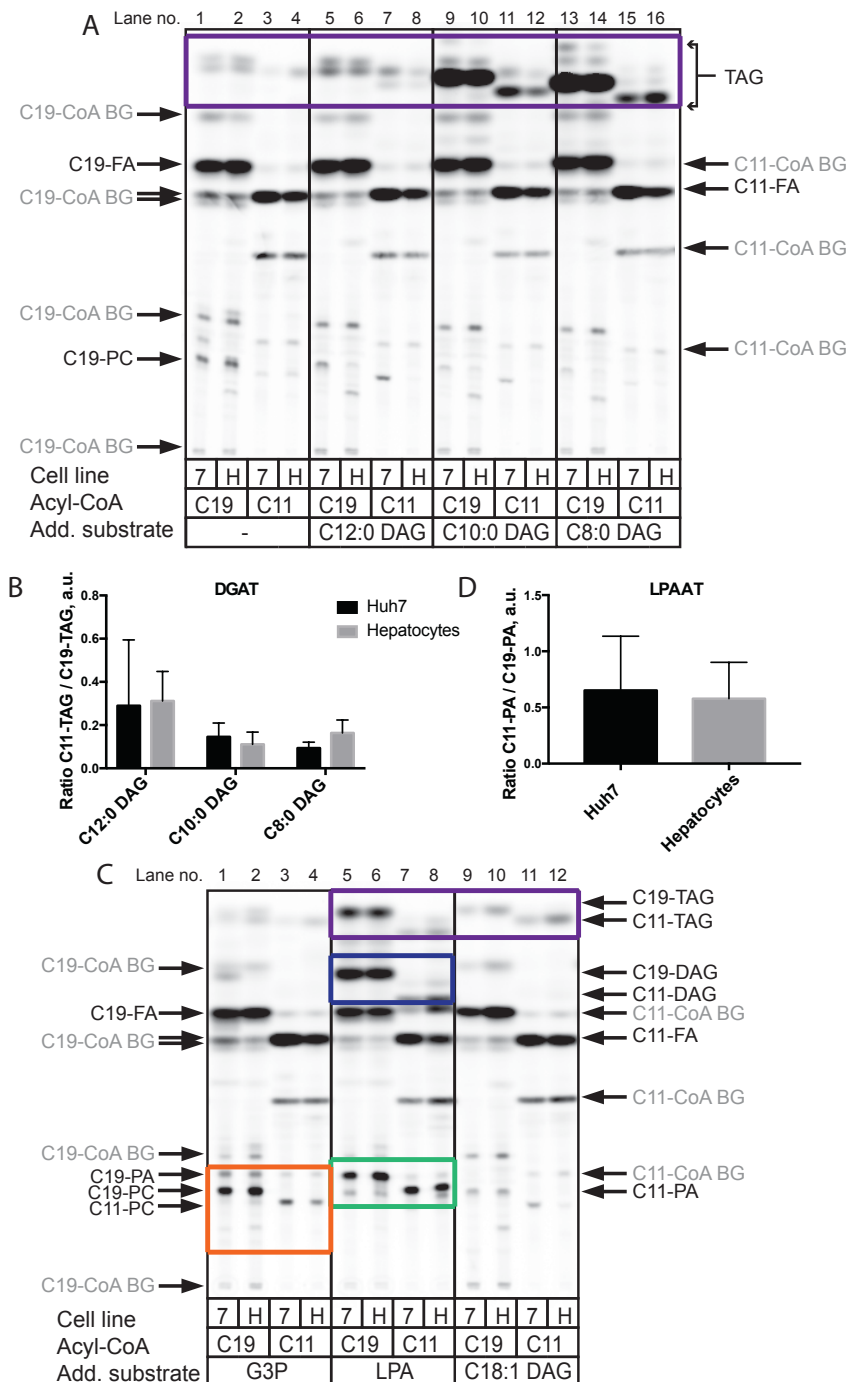 A
Lane no. 1 2 3 4 5 6 7 8 9 10 11 12 13 14 15 16
TAG
C19-CoA BG
C19-FA
C11-CoA BG
C19-CoA BG
C11-FA
C11-CoA BG
C19-CoA BG
C19-PC
C11-CoA BG
C19-CoA BG
Cell line 7 H 7 H 7 H 7 H 7 H 7 H 7 H 7 H
Acyl-CoA C19 C11 C19 C11 C19 C11 C19 C11
Add. substrate - C12:0 DAG C10:0 DAG C8:0 DAG
B
DGAT
Ratio C11-TAG / C19-TAG, a.u.
0.8
0.6
0.4
0.2
0.0
C12:0 DAG
C10:0 DAG
C8:0 DAG
Huh7
Hepatocytes
D
LPAAT
Ratio C11-PA / C19-PA, a.u.
1.5
1.0
0.5
0.0
Huh7
Hepatocytes
C
Lane no. 1 2 3 4 5 6 7 8 9 10 11 12
C19-TAG
C11-TAG
C19-CoA BG
C19-DAG
C11-DAG
C19-FA
C11-CoA BG
C19-CoA BG
C11-FA
C11-CoA BG
C19-CoA BG
C19-PA
C11-CoA BG
C19-PC
C11-PA
C11-PC
C19-CoA BG
Cell line 7 H 7 H 7 H 7 H 7 H 7 H
Acyl-CoA C19 C11 C19 C11 C19 C11
Add. substrate G3P LPA C18:1 DAG